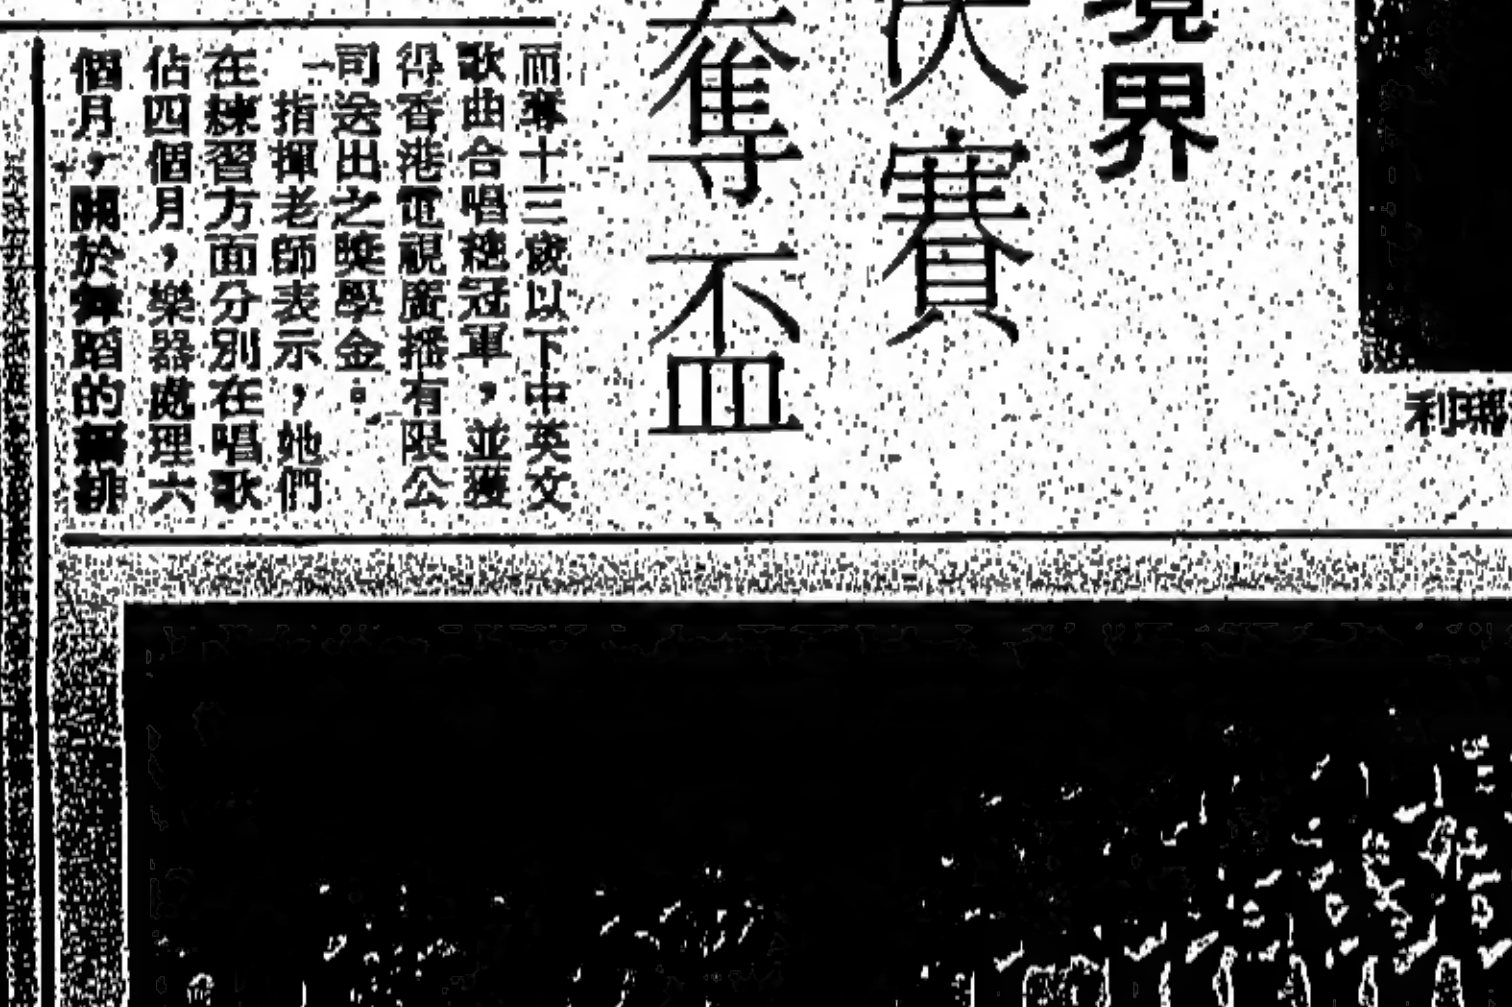 境界
決賽
奪盃
利
而奪十三歲以下中英文
歌曲合唱總冠軍，並獲
得香港電視廣播有限公
司送出之獎學金。
指揮老師表示，她們
在練習方面分別在唱歌
佔四個月，樂器處理六
個月，關於舞蹈的編排